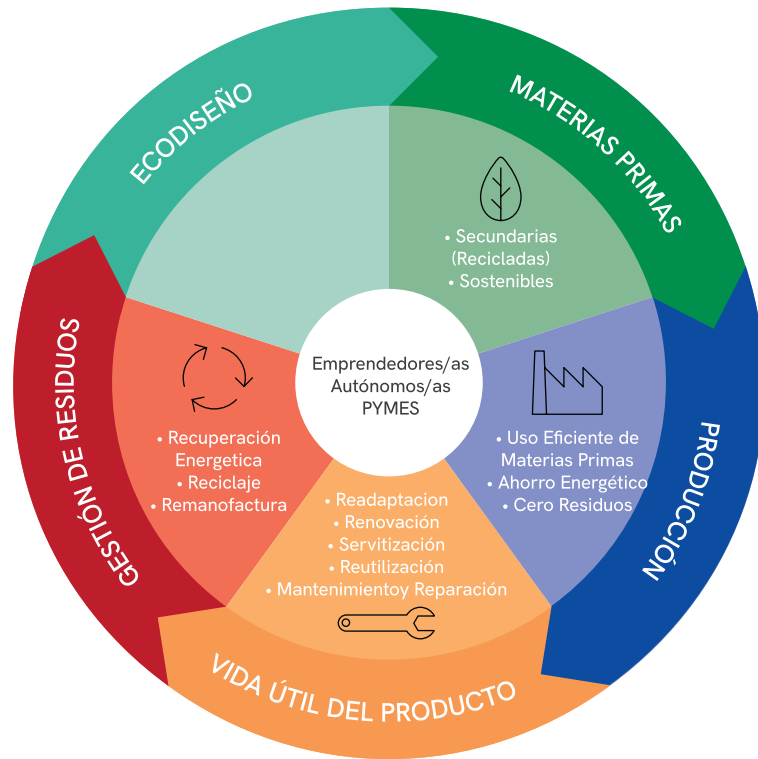 ECODISEÑO
MATERIAS PRIMAS
• Secundarias
(Recicladas)
• Sostenibles
PRODUCCIÓN
• Uso Eficiente de
Materias Primas
• Ahorro Energético
• Cero Residuos
VIDA ÚTIL DEL PRODUCTO
• Readaptacion
• Renovación
• Servitización
• Reutilización
• Mantenimientoy Reparación
GESTIÓN DE RESIDUOS
• Recuperación
Energetica
• Reciclaje
• Remanofactura
Emprendedores/as
Autónomos/as
PYMES